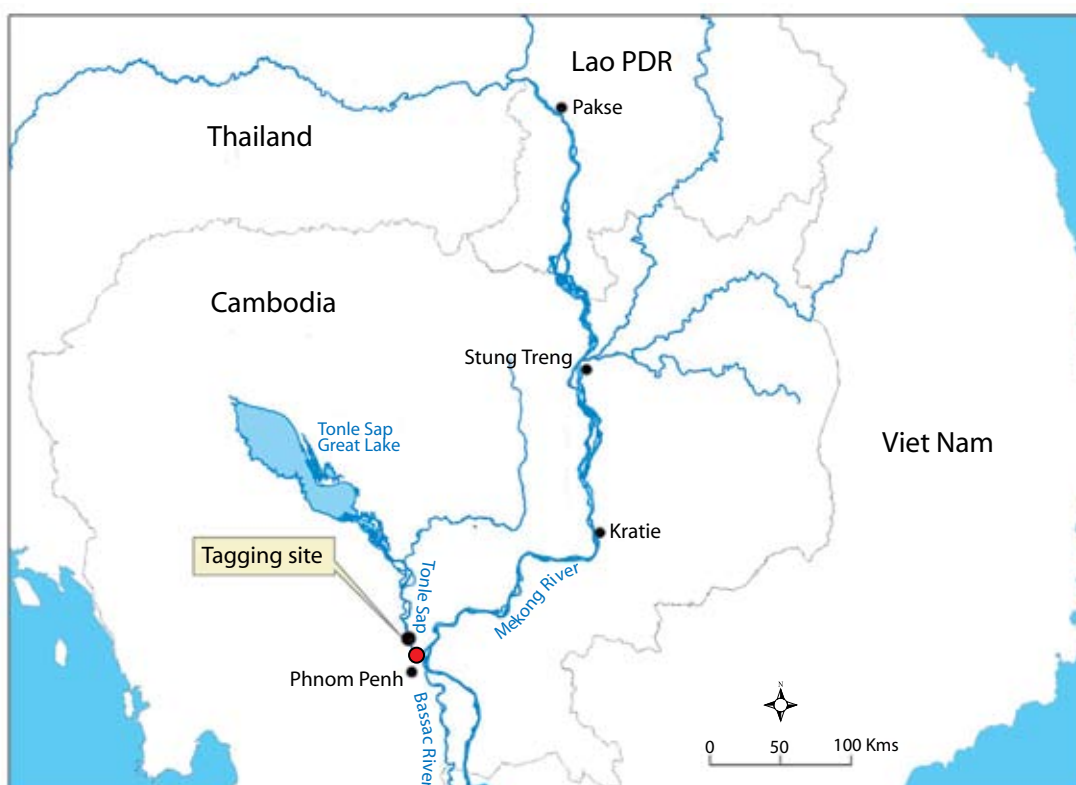 Lao PDR
Pakse
Thailand
Cambodia
Stung Treng
Tonle Sap
Great Lake
Viet Nam
Kratie
Tagging site
Tonle Sap
Mekong River
Phnom Penh
Bassac River
N
0 50 100 Kms